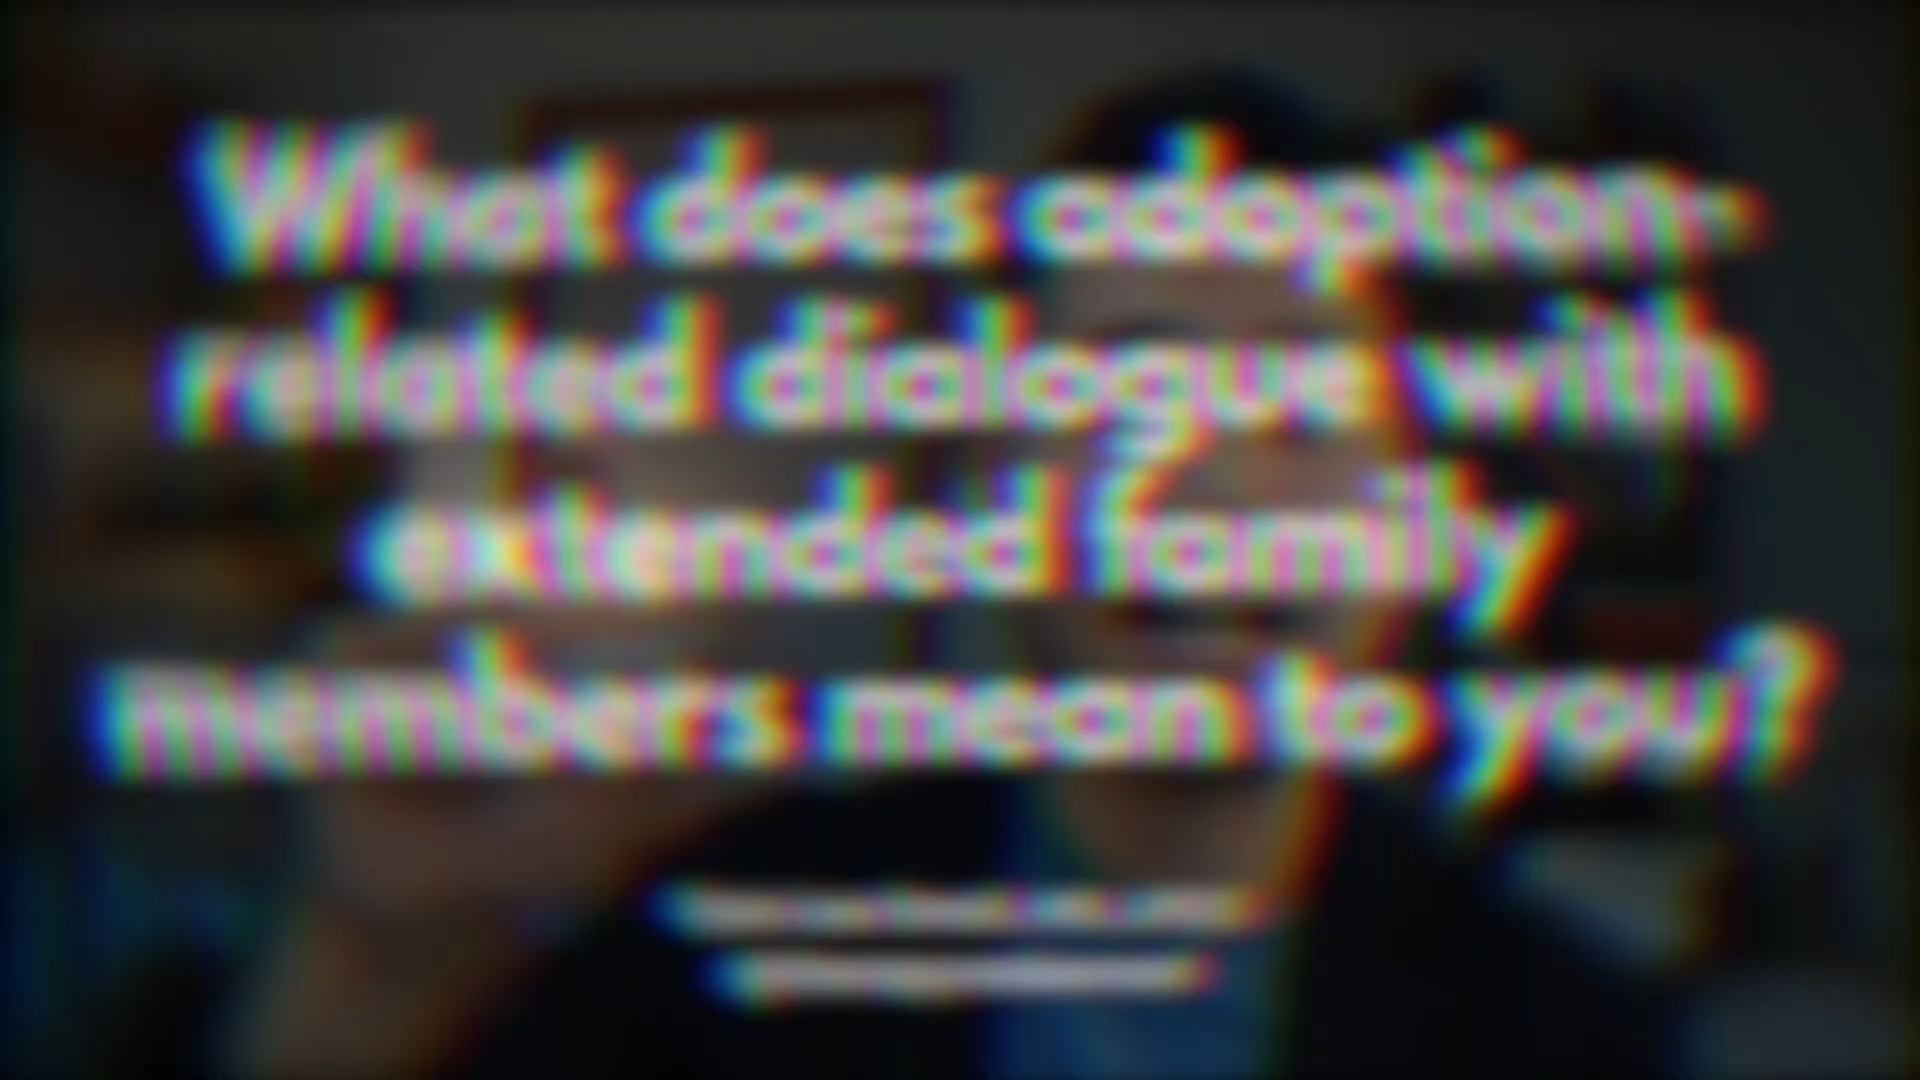 What does adoption-
related dialogue with
extended family
members mean to you?